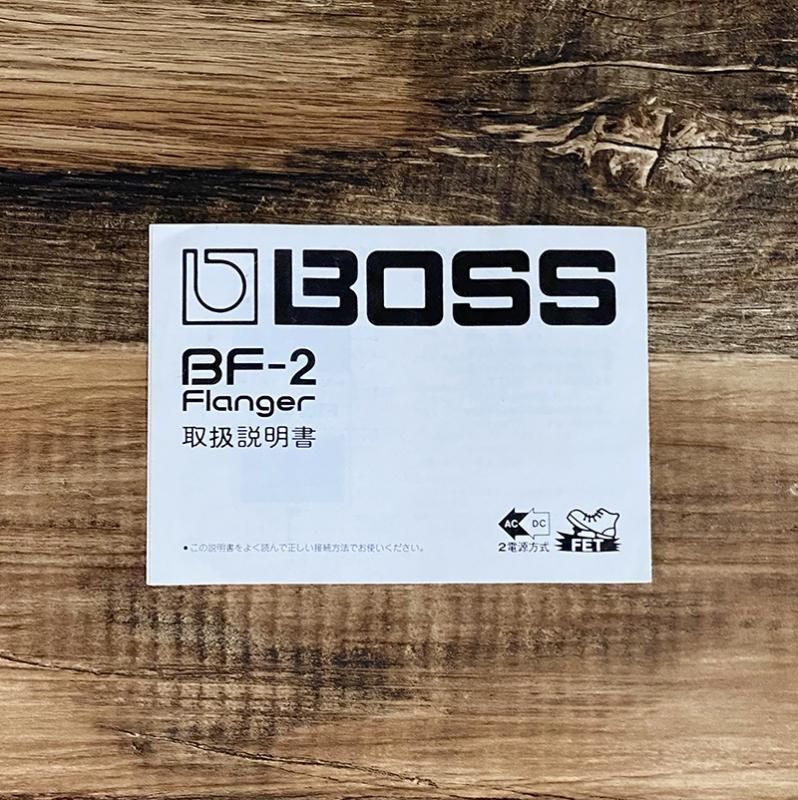 BOSS
BF-2
Flanger
取扱説明書
AC DC
2電源方式
FET
●この説明書をよく読んで正しい接続方法でお使いください。